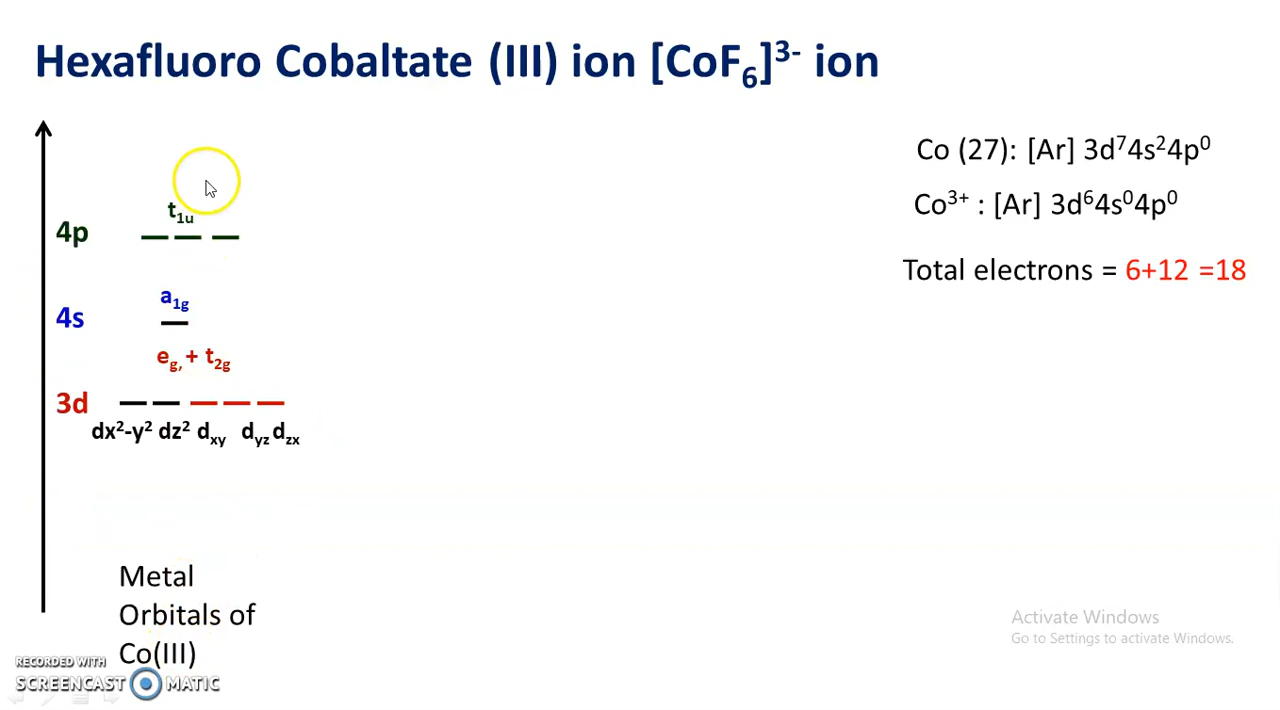 Hexafluoro Cobaltate (III) ion [CoF₆]³⁻ ion
Co (27): [Ar] 3d⁷4s²4p⁰
Co³⁺ : [Ar] 3d⁶4s⁰4p⁰
Total electrons = 6+12 =18
t₁ᵤ
4p
a₁g
4s
eg, + t₂g
3d
dx²-y² dz² dxy dyz dzx
Metal
Orbitals of
Co(III)
Activate Windows
Go to Settings to activate Windows.
RECORDED WITH
SCREENCAST MATIC